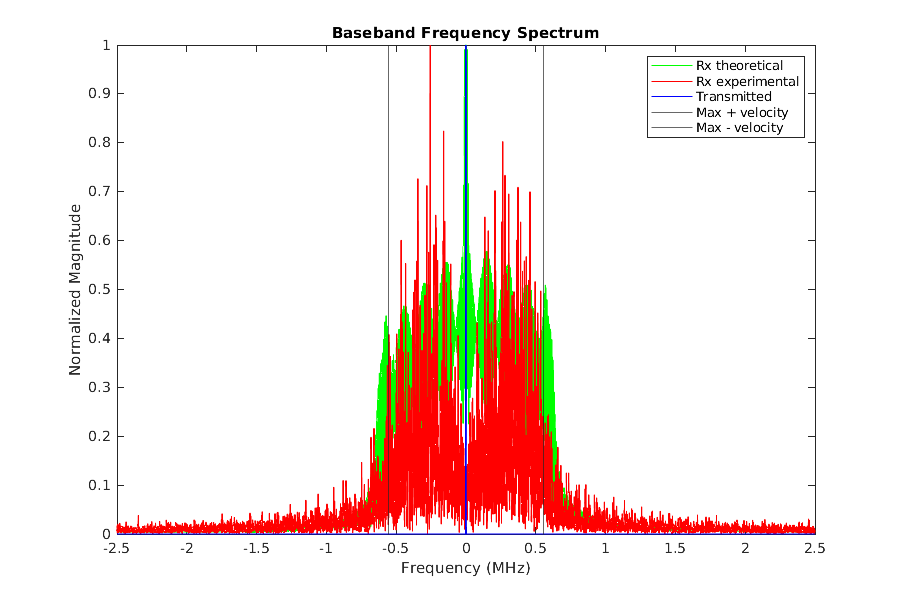 Baseband Frequency Spectrum
Rx theoretical
Rx experimental
Transmitted
Max + velocity
Max - velocity
Normalized Magnitude
1
0.9
0.8
0.7
0.6
0.5
0.4
0.3
0.2
0.1
0
-2.5 -2 -1.5 -1 -0.5 0 0.5 1 1.5 2 2.5
Frequency (MHz)